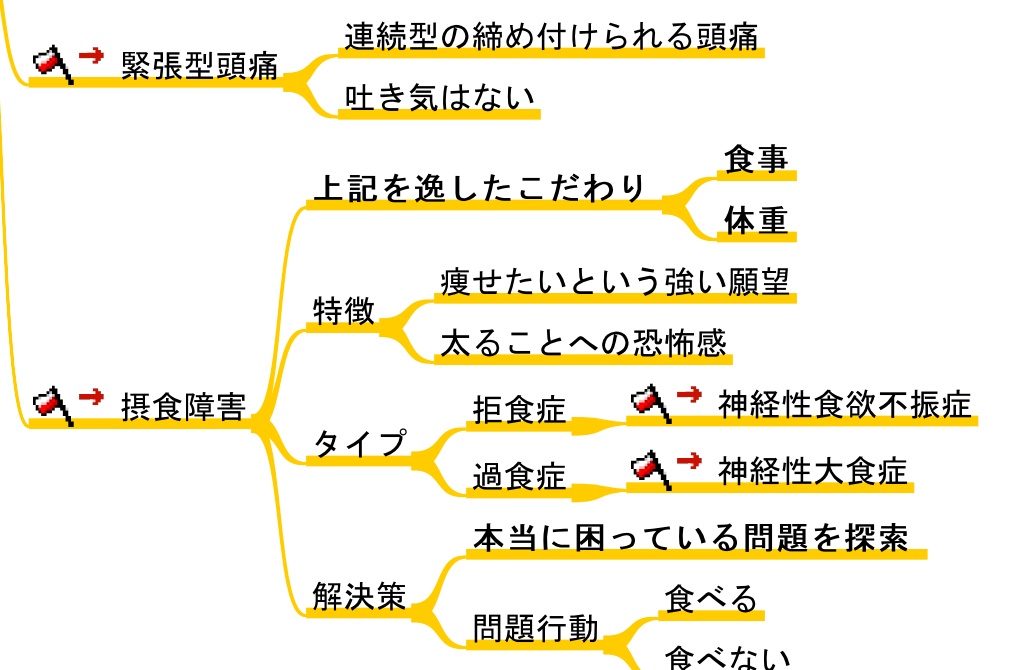 緊張型頭痛
連続型の締め付けられる頭痛
吐き気はない
摂食障害
上記を逸したこだわり
食事
体重
特徴
痩せたいという強い願望
太ることへの恐怖感
タイプ
拒食症
神経性食欲不振症
過食症
神経性大食症
解決策
本当に困っている問題を探索
問題行動
食べる
食べない